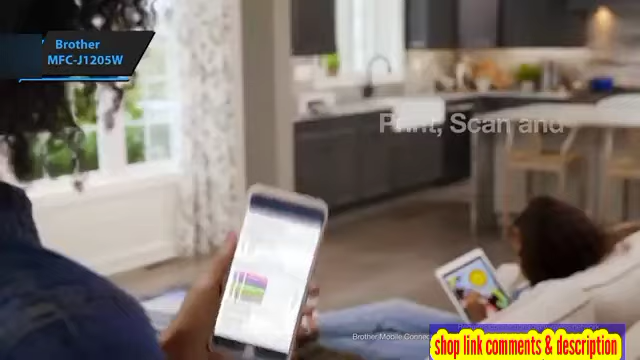 Brother
MFC-J1205W
Print, Scan and
Brother Mobile Connect
shop link comments & description